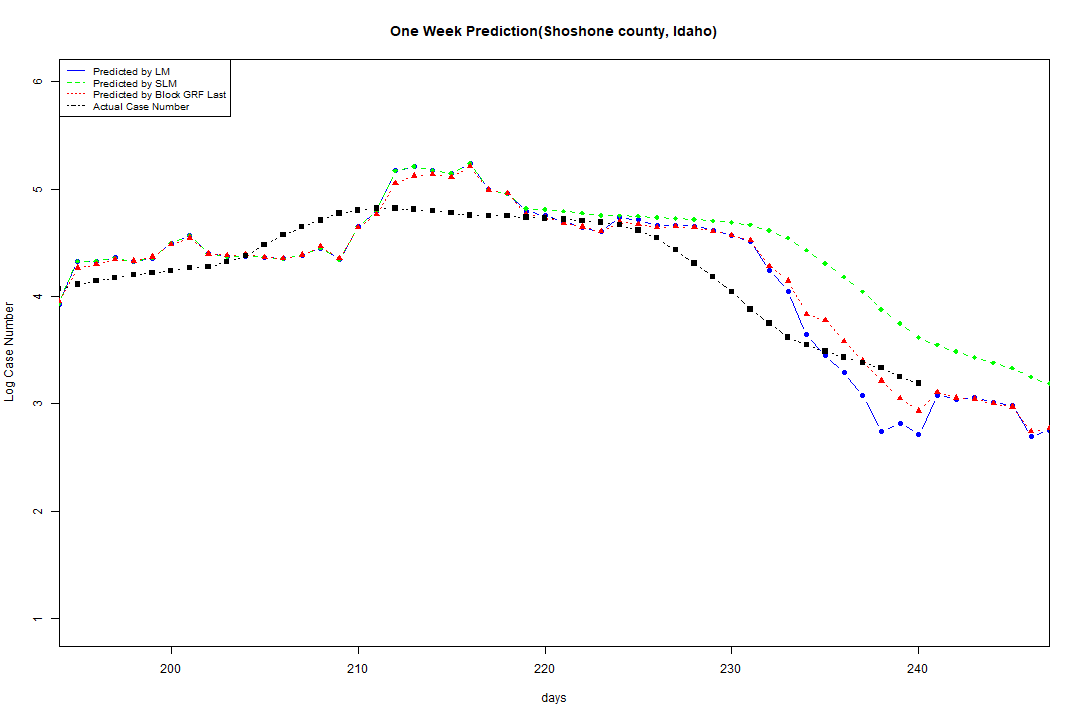 One Week Prediction(Shoshone county, Idaho)
Predicted by LM
Predicted by SLM
Predicted by Block GRF Last
Actual Case Number
6
5
4
3
2
1
Log Case Number
200 210 220 230 240
days